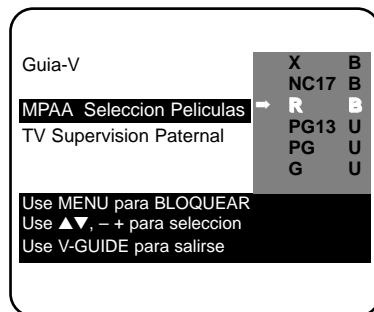 Guia-V
MPAA Seleccion Peliculas
TV Supervision Paternal
X B
NC17 B
➡ R B
PG13 U
PG U
G U
Use MENU para BLOQUEAR
Use ▲▼, – + para seleccion
Use V-GUIDE para salirse